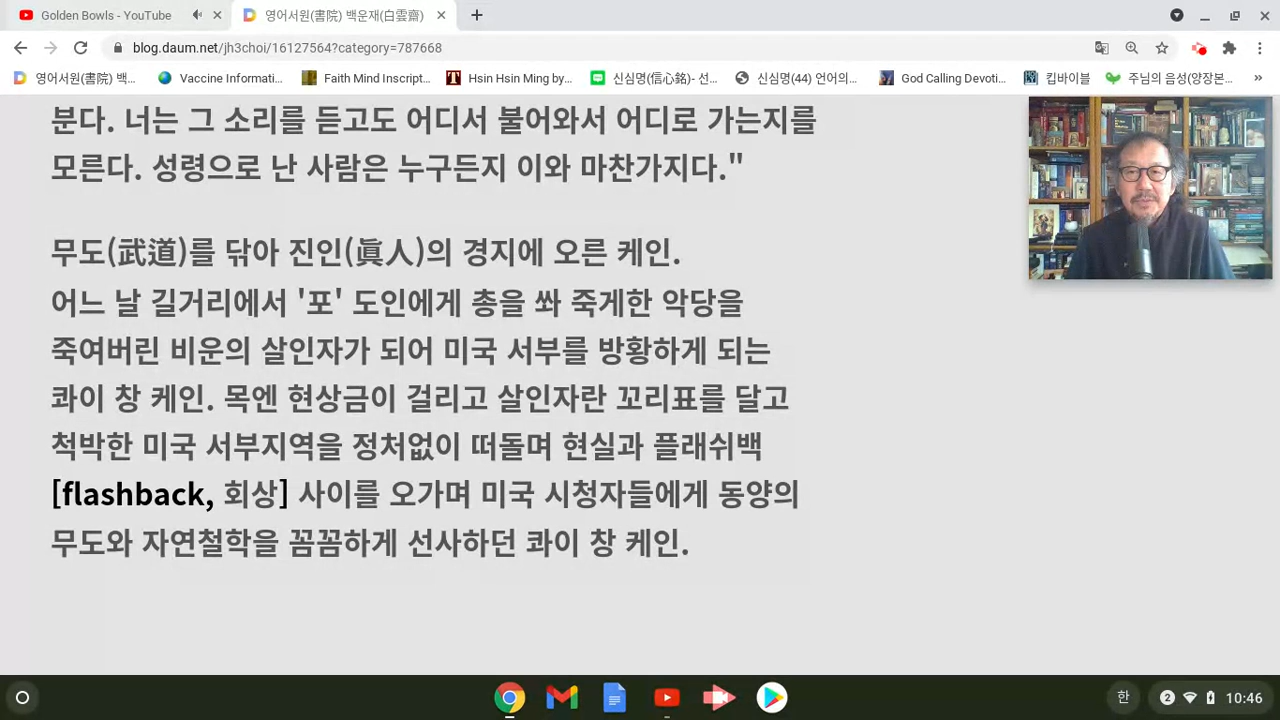 Golden Bowls - YouTube
영어서원(書院) 백운재(白雲齋)
blog.daum.net/jh3choi/16127564?category=787668
영어서원(書院) 백...
Vaccine Informati...
Faith Mind Inscript...
Hsin Hsin Ming by...
신심명(信心銘)- 선...
신심명(44) 언어의...
God Calling Devoti...
킵바이블
주님의 음성(양장본...
»
분다. 너는 그 소리를 듣고도 어디서 불어와서 어디로 가는지를
모른다. 성령으로 난 사람은 누구든지 이와 마찬가지다."
무도(武道)를 닦아 진인(眞人)의 경지에 오른 케인.
어느 날 길거리에서 '포' 도인에게 총을 쏴 죽게한 악당을
죽여버린 비운의 살인자가 되어 미국 서부를 방황하게 되는
콰이 창 케인. 목엔 현상금이 걸리고 살인자란 꼬리표를 달고
척박한 미국 서부지역을 정처없이 떠돌며 현실과 플래쉬백
[flashback, 회상] 사이를 오가며 미국 시청자들에게 동양의
무도와 자연철학을 꼼꼼하게 선사하던 콰이 창 케인.
한
2
10:46